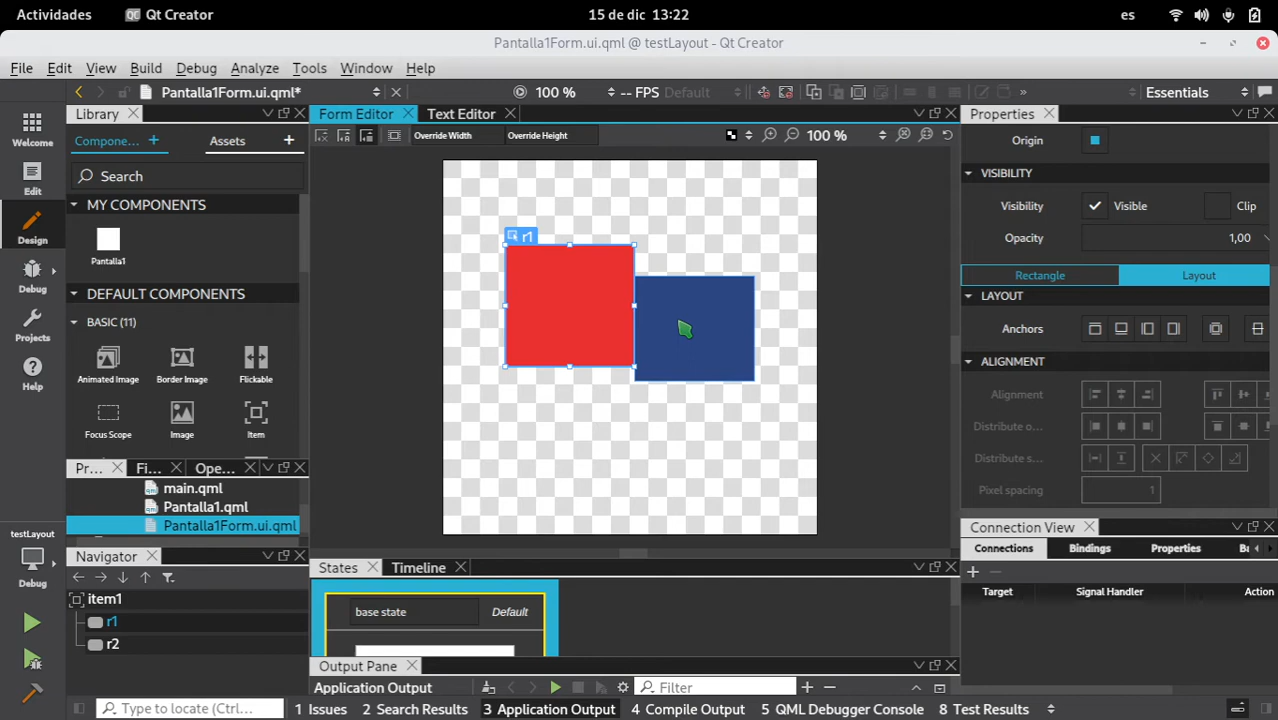 Actividades Qt Creator 15 de dic 13:22 es
Pantalla1Form.ui.qml @ testLayout - Qt Creator
File Edit View Build Debug Analyze Tools Window Help
Pantalla1Form.ui.qml* 100 % -- FPS Default Essentials
Library Form Editor Text Editor Properties
Welcome
Edit
Design
Debug
Projects
Help
testLayout
Debug
Compone... + Assets +
Search
MY COMPONENTS
Pantalla1
DEFAULT COMPONENTS
BASIC (11)
Animated Image Border Image Flickable
Focus Scope Image Item
Pr... Fi... Ope...
main.qml
Pantalla1.qml
Pantalla1Form.ui.qml
Navigator
item1
r1
r2
Override Width Override Height 100 %
r1
States Timeline
base state Default
Output Pane
Application Output Filter
Origin
VISIBILITY
Visibility Visible Clip
Opacity 1,00
Rectangle Layout
LAYOUT
Anchors
ALIGNMENT
Alignment
Distribute o...
Distribute s...
Pixel spacing 1
Connection View
Connections Bindings Properties
Target Signal Handler Action
Type to locate (Ctrl... 1 Issues 2 Search Results 3 Application Output 4 Compile Output 5 QML Debugger Console 8 Test Results